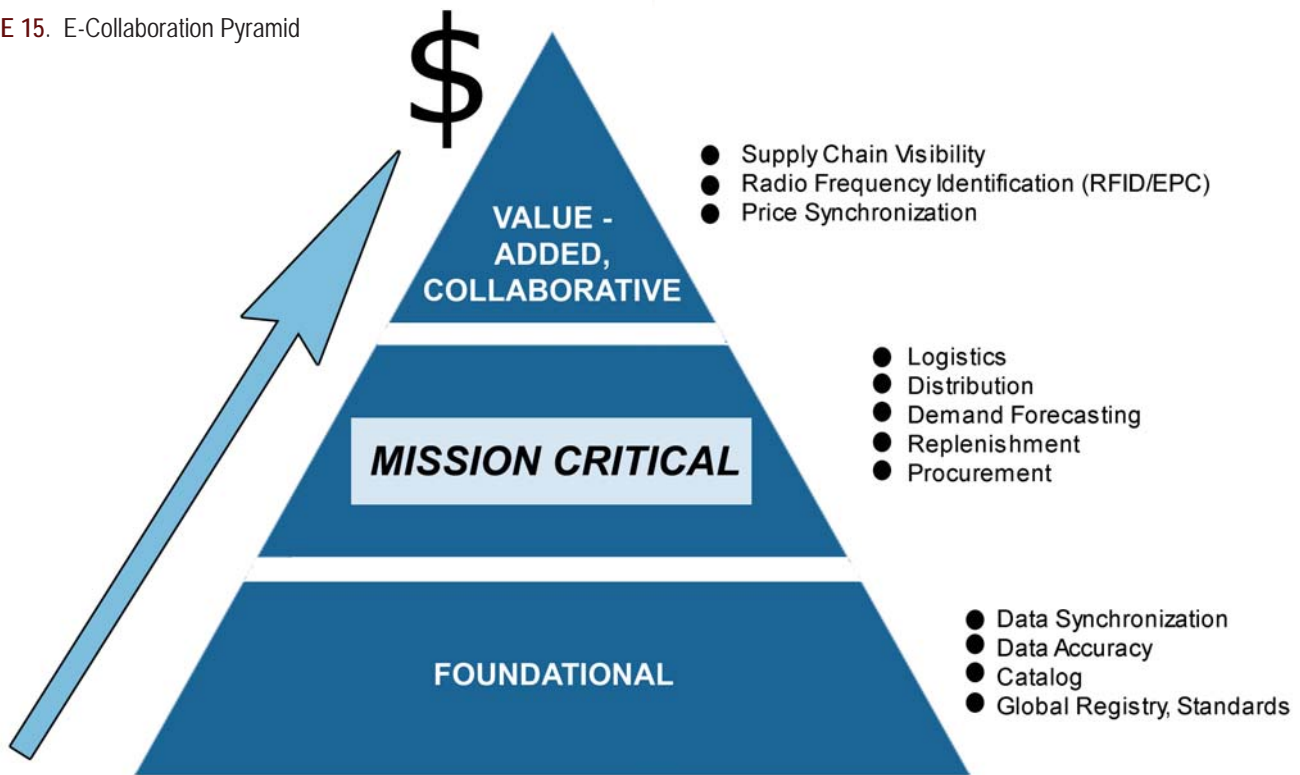 E 15. E-Collaboration Pyramid
$
VALUE -
ADDED,
COLLABORATIVE
● Supply Chain Visibility
● Radio Frequency Identification (RFID/EPC)
● Price Synchronization
MISSION CRITICAL
● Logistics
● Distribution
● Demand Forecasting
● Replenishment
● Procurement
FOUNDATIONAL
● Data Synchronization
● Data Accuracy
● Catalog
● Global Registry, Standards